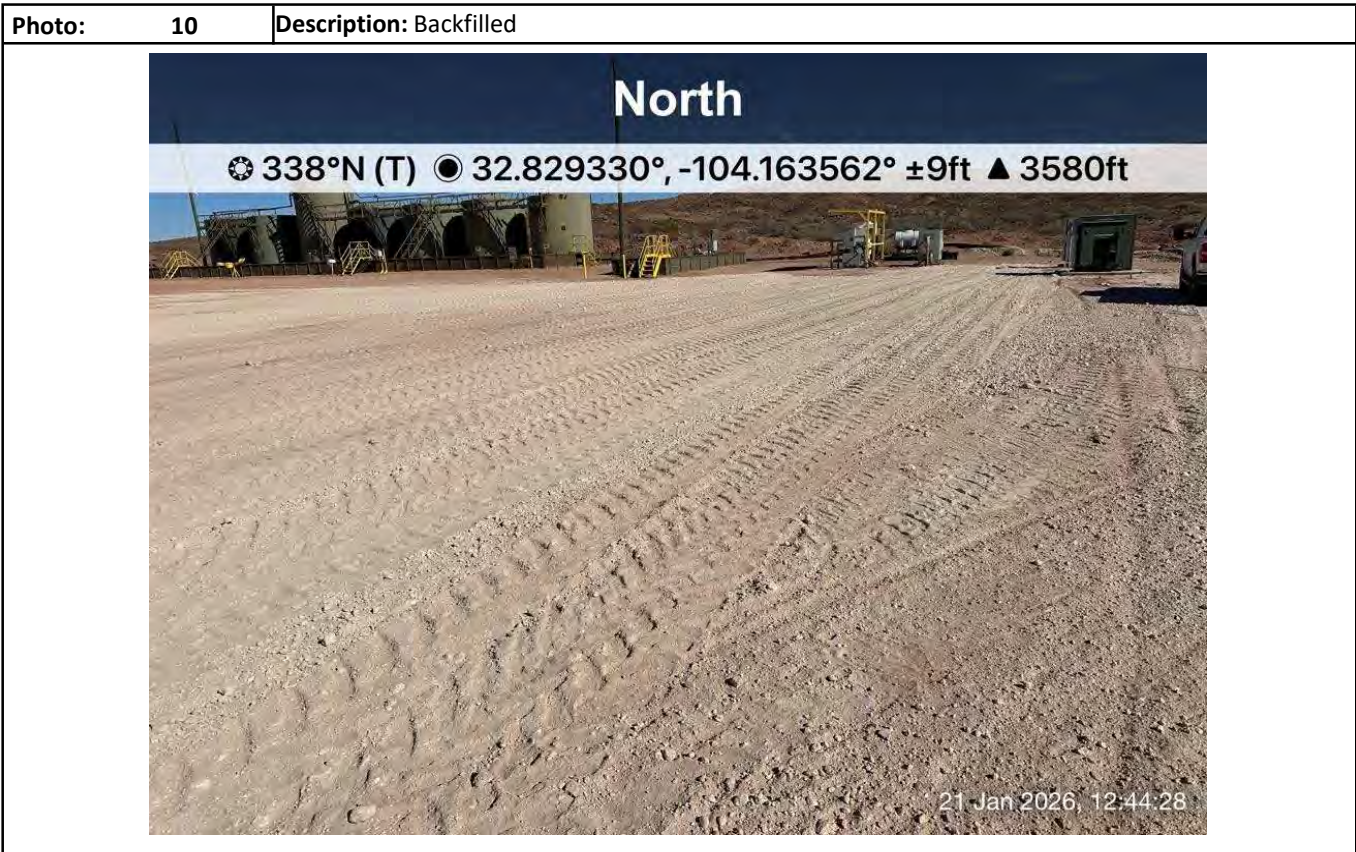 Photo: 10 Description: Backfilled
North
338°N (T) ◉ 32.829330°, -104.163562° ±9ft ▲ 3580ft
21 Jan 2026, 12:44:28